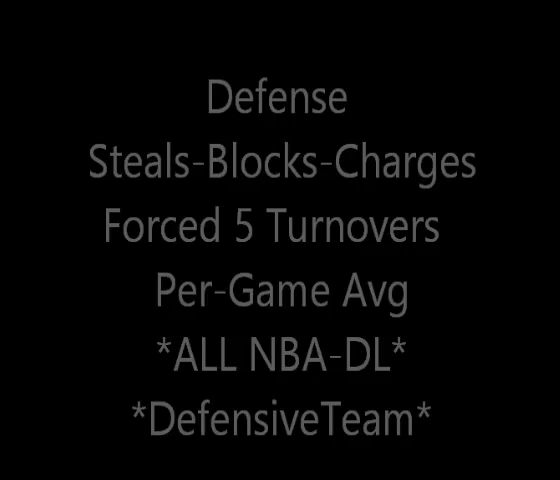 Defense
Steals-Blocks-Charges
Forced 5 Turnovers
Per-Game Avg
*ALL NBA-DL*
*DefensiveTeam*